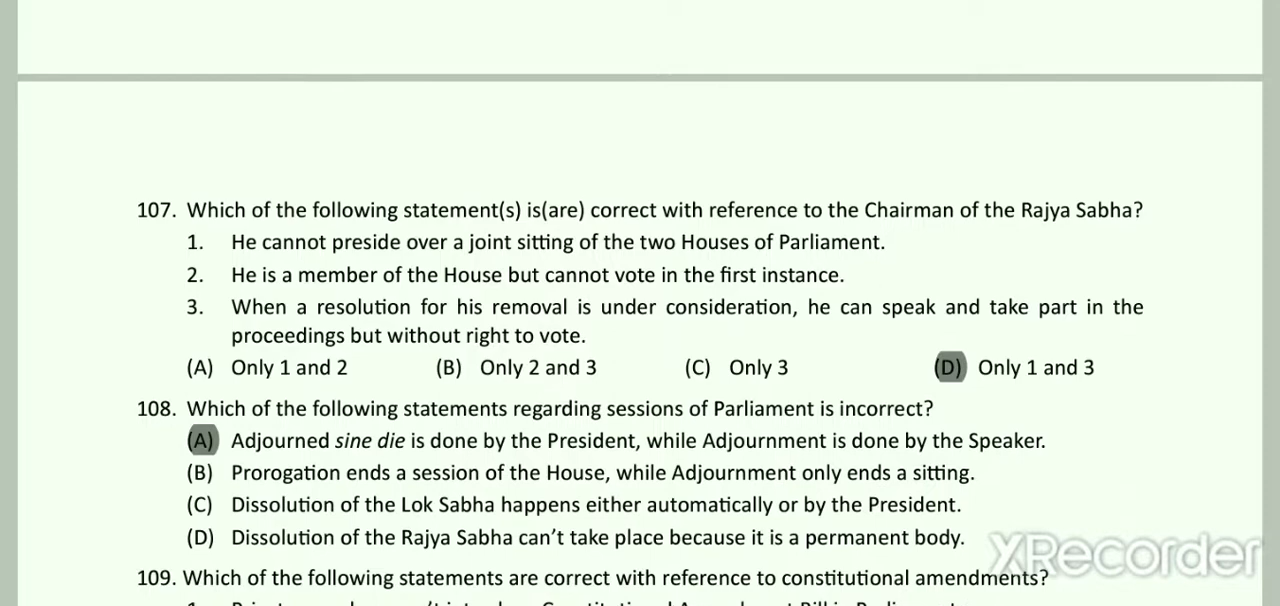 107. Which of the following statement(s) is(are) correct with reference to the Chairman of the Rajya Sabha?
1. He cannot preside over a joint sitting of the two Houses of Parliament.
2. He is a member of the House but cannot vote in the first instance.
3. When a resolution for his removal is under consideration, he can speak and take part in the
proceedings but without right to vote.
(A) Only 1 and 2 (B) Only 2 and 3 (C) Only 3 (D) Only 1 and 3
108. Which of the following statements regarding sessions of Parliament is incorrect?
(A) Adjourned sine die is done by the President, while Adjournment is done by the Speaker.
(B) Prorogation ends a session of the House, while Adjournment only ends a sitting.
(C) Dissolution of the Lok Sabha happens either automatically or by the President.
(D) Dissolution of the Rajya Sabha can't take place because it is a permanent body.
XRecorder
109. Which of the following statements are correct with reference to constitutional amendments?